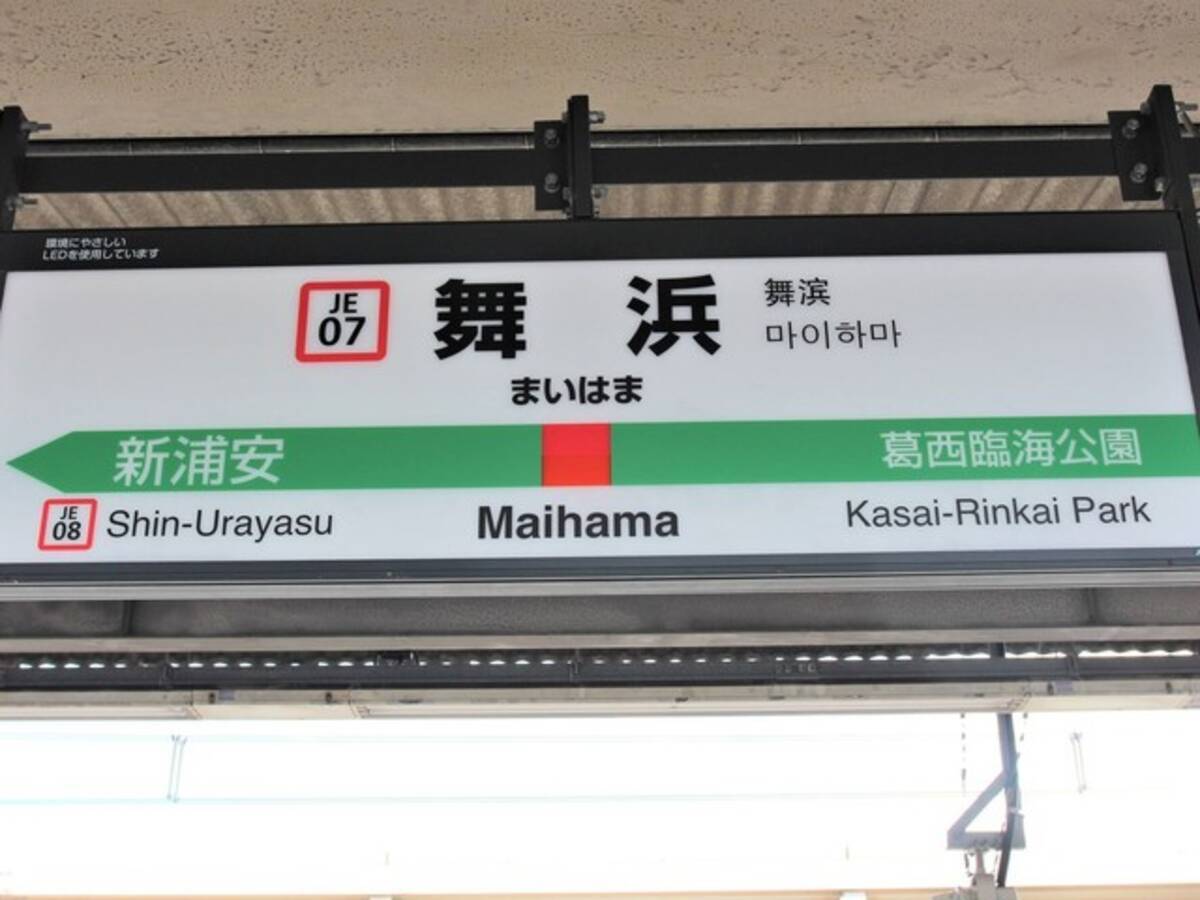 環境にやさしい
LEDを使用しています
JE
07
舞浜
舞滨
마이하마
まいはま
新浦安
葛西臨海公園
JE
08
Shin-Urayasu
Maihama
Kasai-Rinkai Park